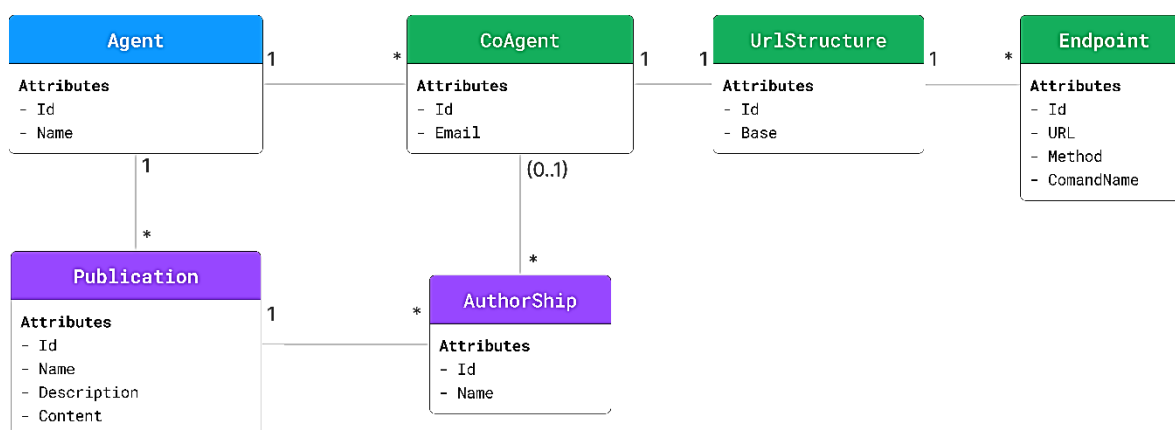 Agent
Attributes
- Id
- Name
1
*
CoAgent
Attributes
- Id
- Email
1
1
UrlStructure
Attributes
- Id
- Base
1
*
Endpoint
Attributes
- Id
- URL
- Method
- ComandName
1
*
(0..1)
*
Publication
Attributes
- Id
- Name
- Description
- Content
1
*
AuthorShip
Attributes
- Id
- Name